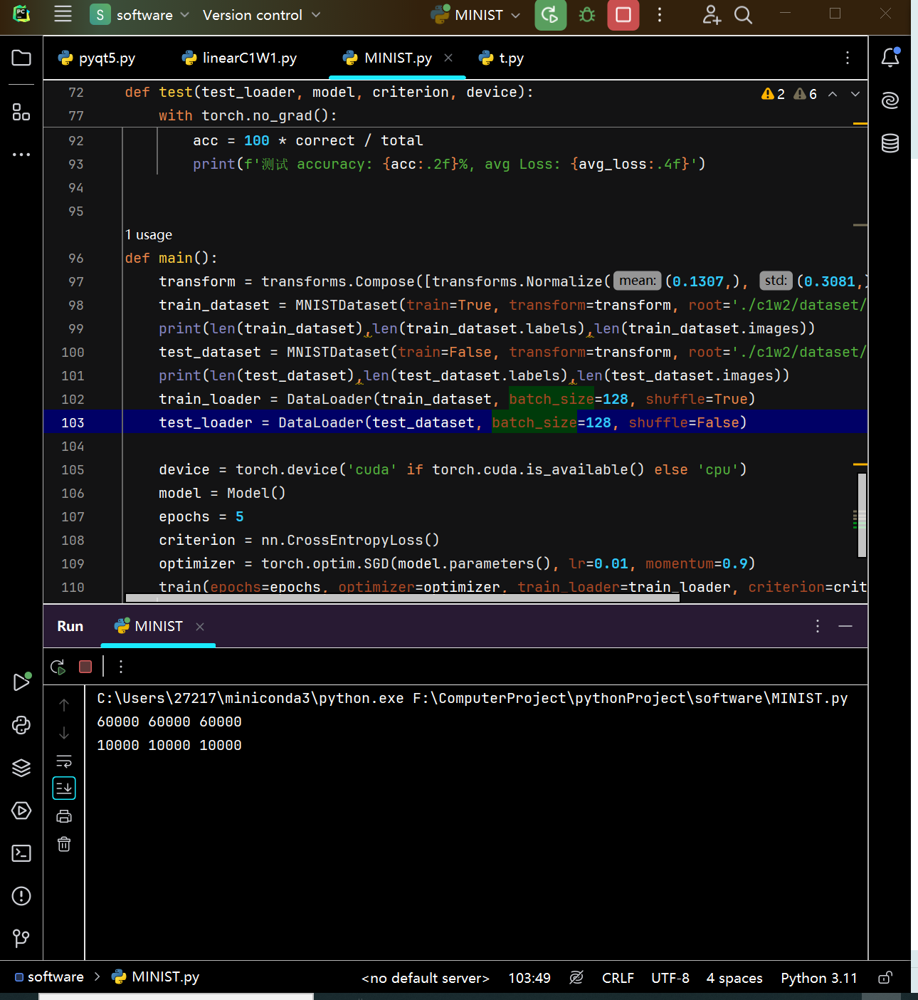 PC
S software Version control MINIST
pyqt5.py linearC1W1.py MINIST.py t.py
72 def test(test_loader, model, criterion, device): 2 6
77 with torch.no_grad():
92 acc = 100 * correct / total
93 print(f'测试 accuracy: {acc:.2f}%, avg Loss: {avg_loss:.4f}')
94
95
1 usage
96 def main():
97 transform = transforms.Compose([transforms.Normalize( mean: (0.1307,), std: (0.3081,)
98 train_dataset = MNISTDataset(train=True, transform=transform, root='./c1w2/dataset/
99 print(len(train_dataset),len(train_dataset.labels),len(train_dataset.images))
100 test_dataset = MNISTDataset(train=False, transform=transform, root='./c1w2/dataset/
101 print(len(test_dataset),len(test_dataset.labels),len(test_dataset.images))
102 train_loader = DataLoader(train_dataset, batch_size=128, shuffle=True)
103 test_loader = DataLoader(test_dataset, batch_size=128, shuffle=False)
104
105 device = torch.device('cuda' if torch.cuda.is_available() else 'cpu')
106 model = Model()
107 epochs = 5
108 criterion = nn.CrossEntropyLoss()
109 optimizer = torch.optim.SGD(model.parameters(), lr=0.01, momentum=0.9)
110 train(epochs=epochs, optimizer=optimizer, train_loader=train_loader, criterion=crit
Run MINIST
C:\Users\27217\miniconda3\python.exe F:\ComputerProject\pythonProject\software\MINIST.py
60000 60000 60000
10000 10000 10000
software > MINIST.py <no default server> 103:49 CRLF UTF-8 4 spaces Python 3.11